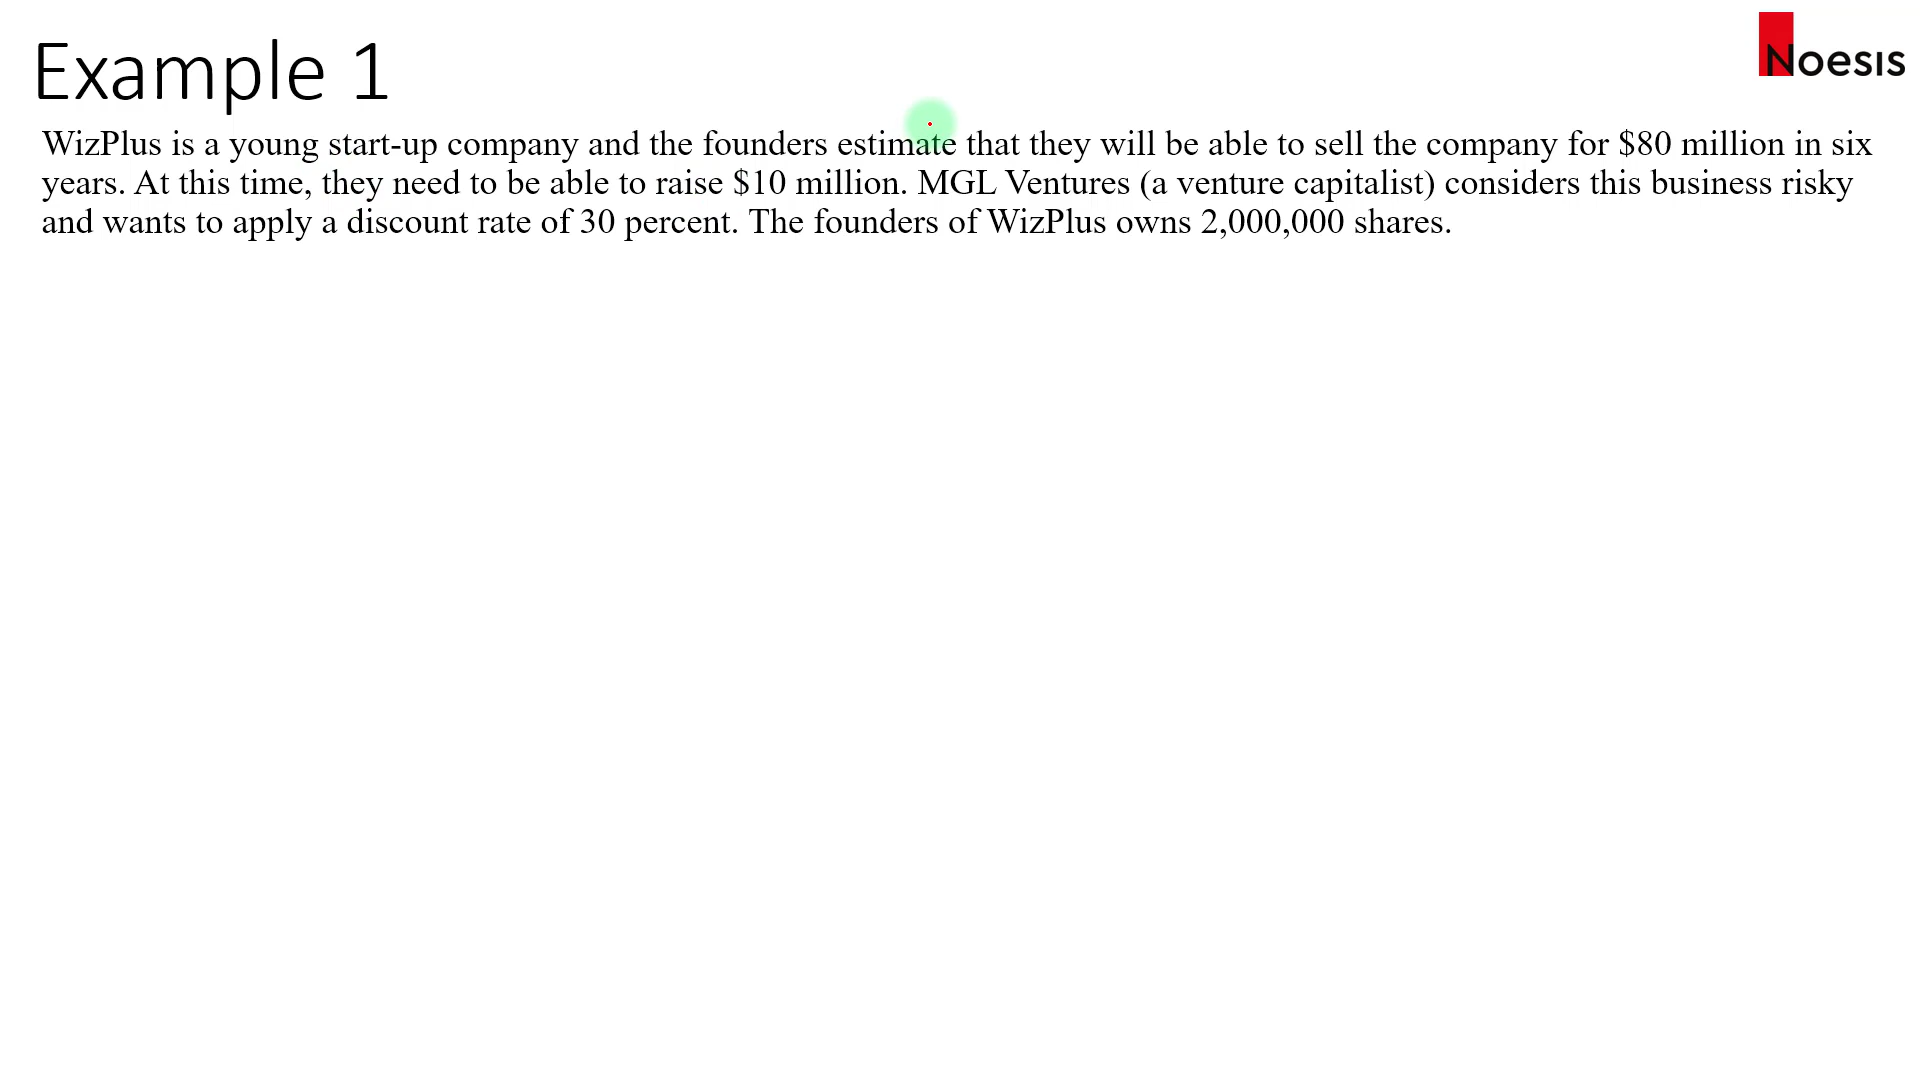 Example 1
Noesis
WizPlus is a young start-up company and the founders estimate that they will be able to sell the company for $80 million in six
years. At this time, they need to be able to raise $10 million. MGL Ventures (a venture capitalist) considers this business risky
and wants to apply a discount rate of 30 percent. The founders of WizPlus owns 2,000,000 shares.